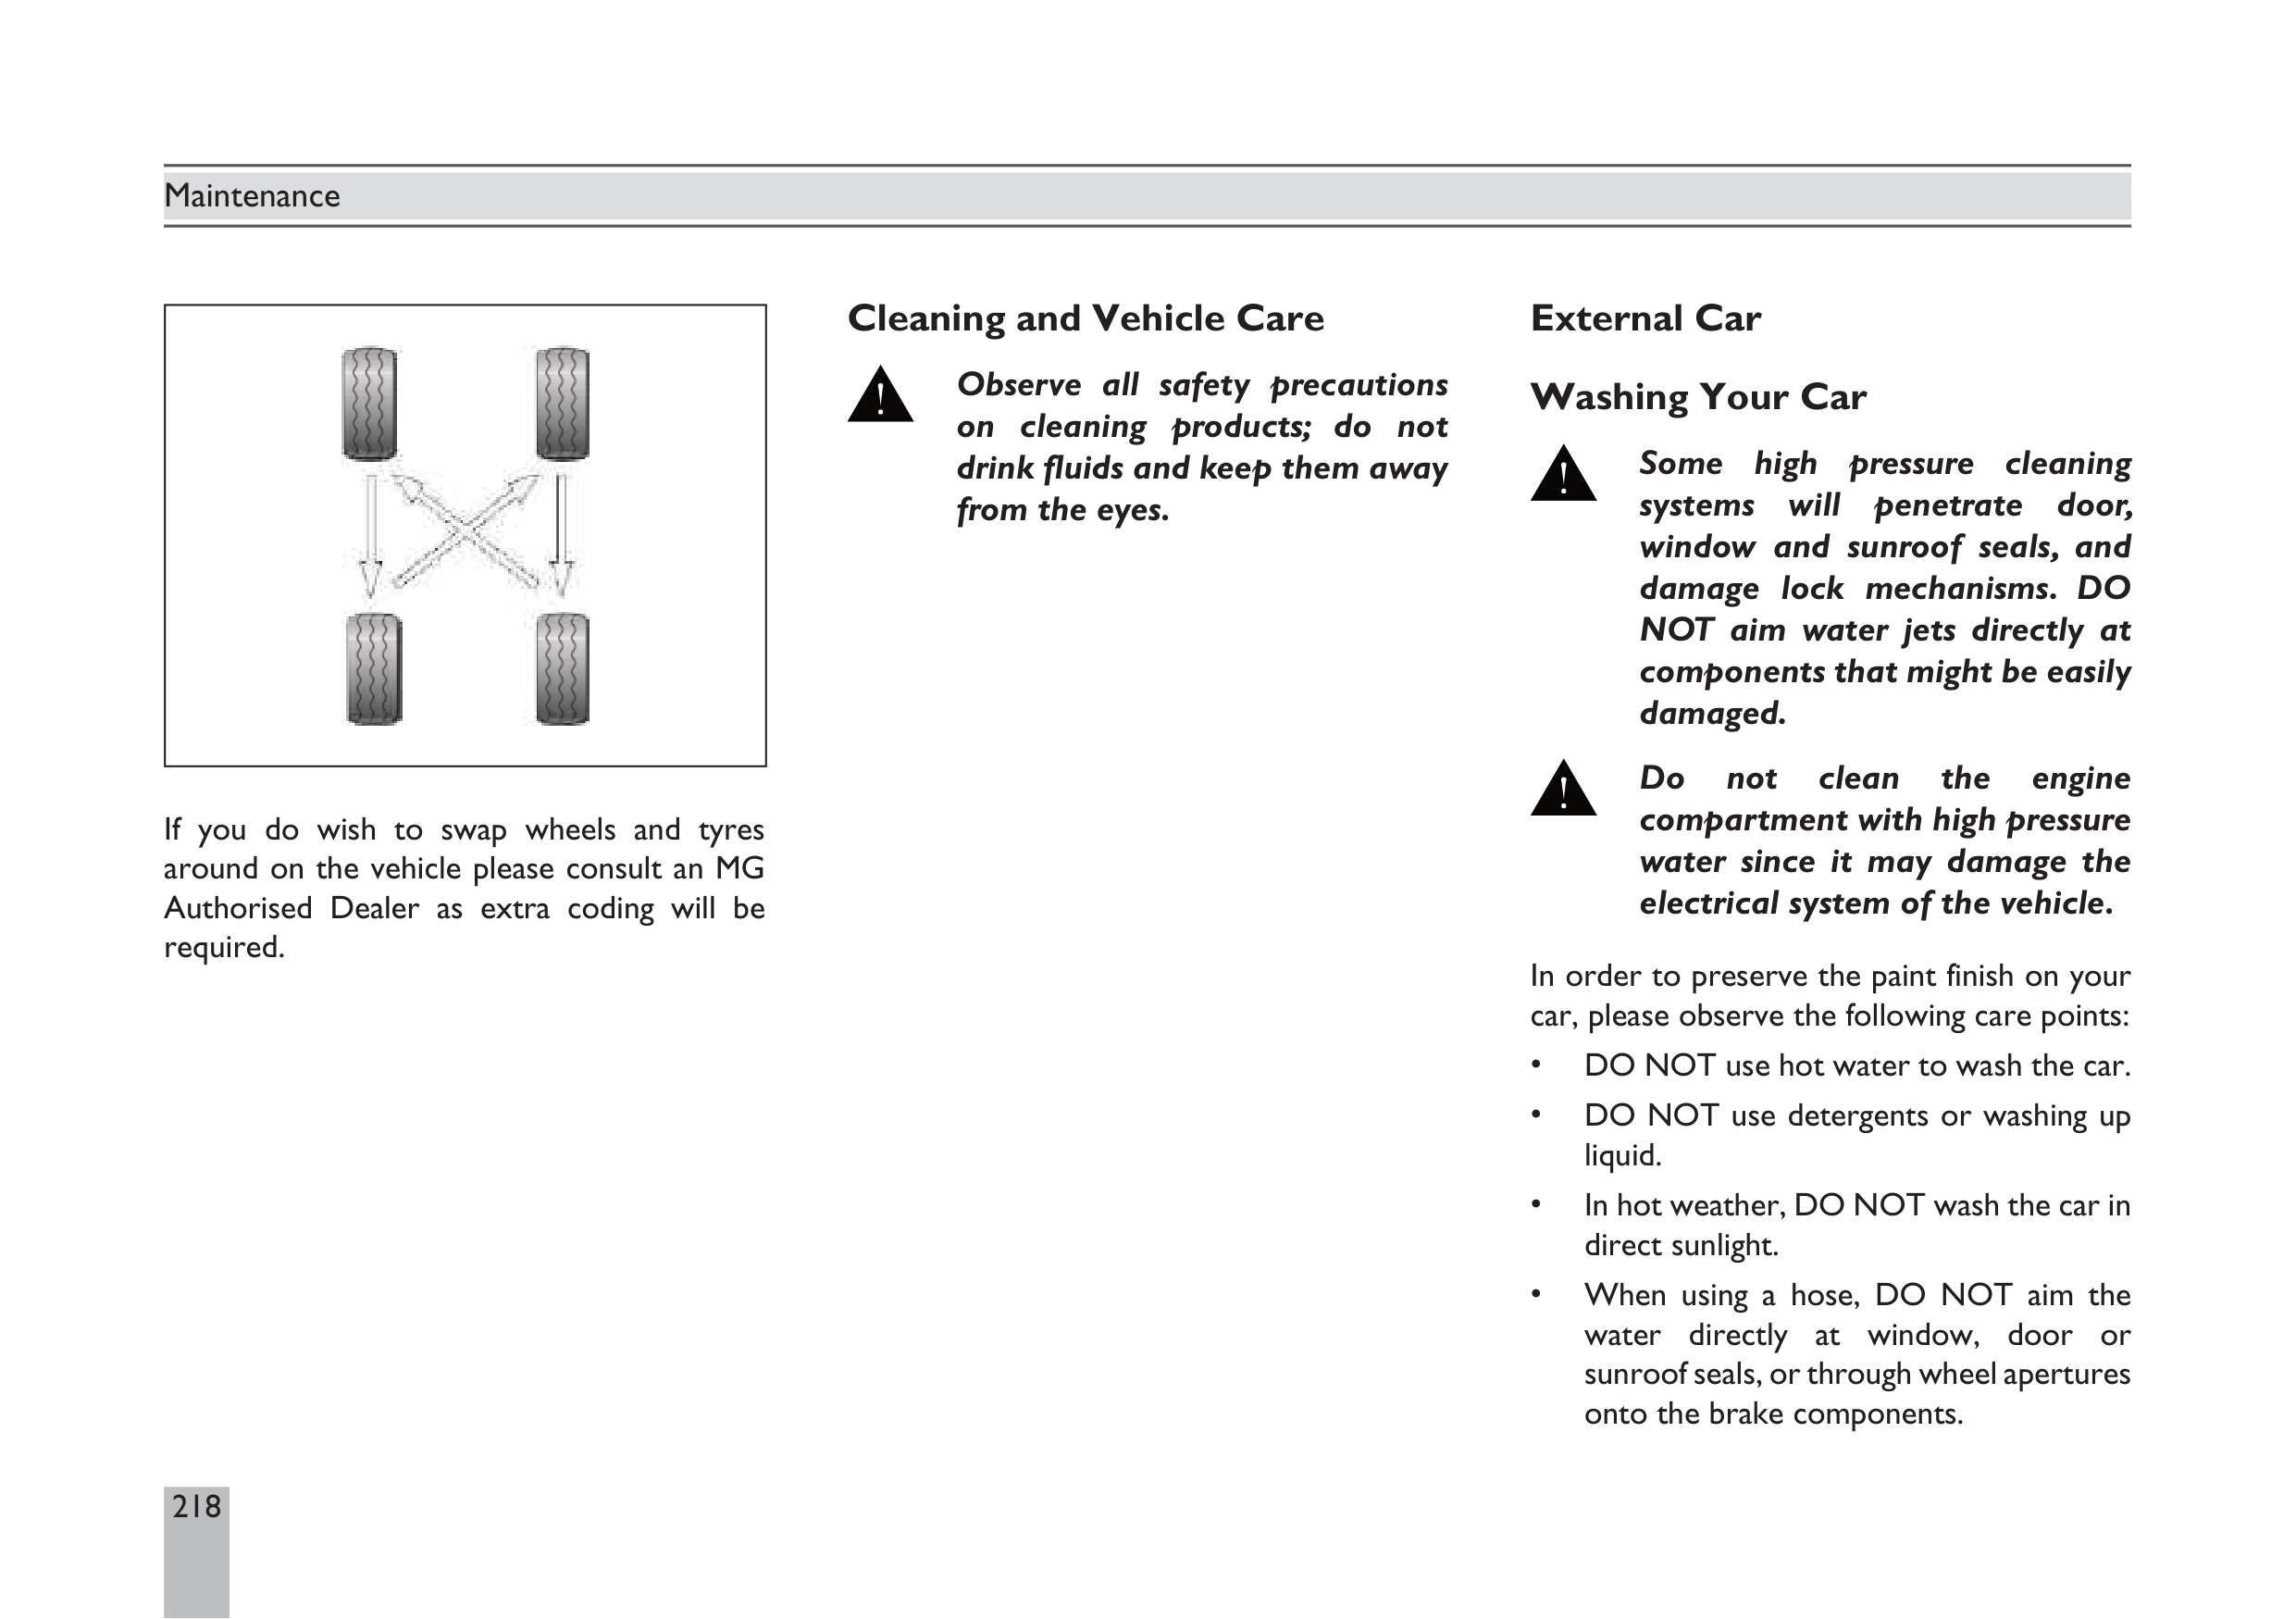 Maintenance
If you do wish to swap wheels and tyres
around on the vehicle please consult an MG
Authorised Dealer as extra coding will be
required.
Cleaning and Vehicle Care
Observe all safety precautions
on cleaning products; do not
drink fluids and keep them away
from the eyes.
External Car
Washing Your Car
Some high pressure cleaning
systems will penetrate door,
window and sunroof seals, and
damage lock mechanisms. DO
NOT aim water jets directly at
components that might be easily
damaged.
Do not clean the engine
compartment with high pressure
water since it may damage the
electrical system of the vehicle.
In order to preserve the paint finish on your
car, please observe the following care points:
• DO NOT use hot water to wash the car.
• DO NOT use detergents or washing up
liquid.
• In hot weather, DO NOT wash the car in
direct sunlight.
• When using a hose, DO NOT aim the
water directly at window, door or
sunroof seals, or through wheel apertures
onto the brake components.
218